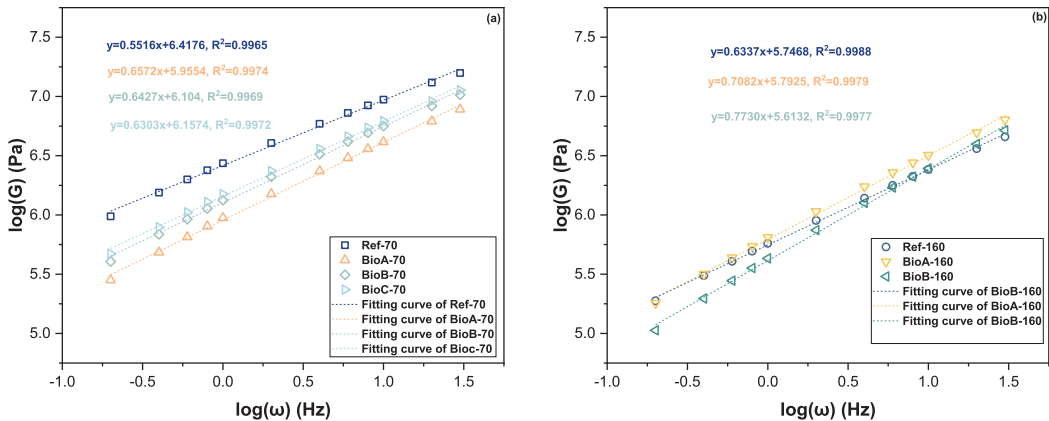 (a)
y=0.5516x+6.4176, R²=0.9965
y=0.6572x+5.9554, R²=0.9974
y=0.6427x+6.104, R²=0.9969
y=0.6303x+6.1574, R²=0.9972
7.5
7.0
6.5
6.0
5.5
5.0
log(G) (Pa)
Ref-70
BioA-70
BioB-70
BioC-70
Fitting curve of Ref-70
Fitting curve of BioA-70
Fitting curve of BioB-70
Fitting curve of Bioc-70
-1.0 -0.5 0.0 0.5 1.0 1.5
log(ω) (Hz)
(b)
y=0.6337x+5.7468, R²=0.9988
y=0.7082x+5.7925, R²=0.9979
y=0.7730x+5.6132, R²=0.9977
7.5
7.0
6.5
6.0
5.5
5.0
log(G) (Pa)
Ref-160
BioA-160
BioB-160
Fitting curve of BioB-160
Fitting curve of BioA-160
Fitting curve of BioB-160
-1.0 -0.5 0.0 0.5 1.0 1.5
log(ω) (Hz)